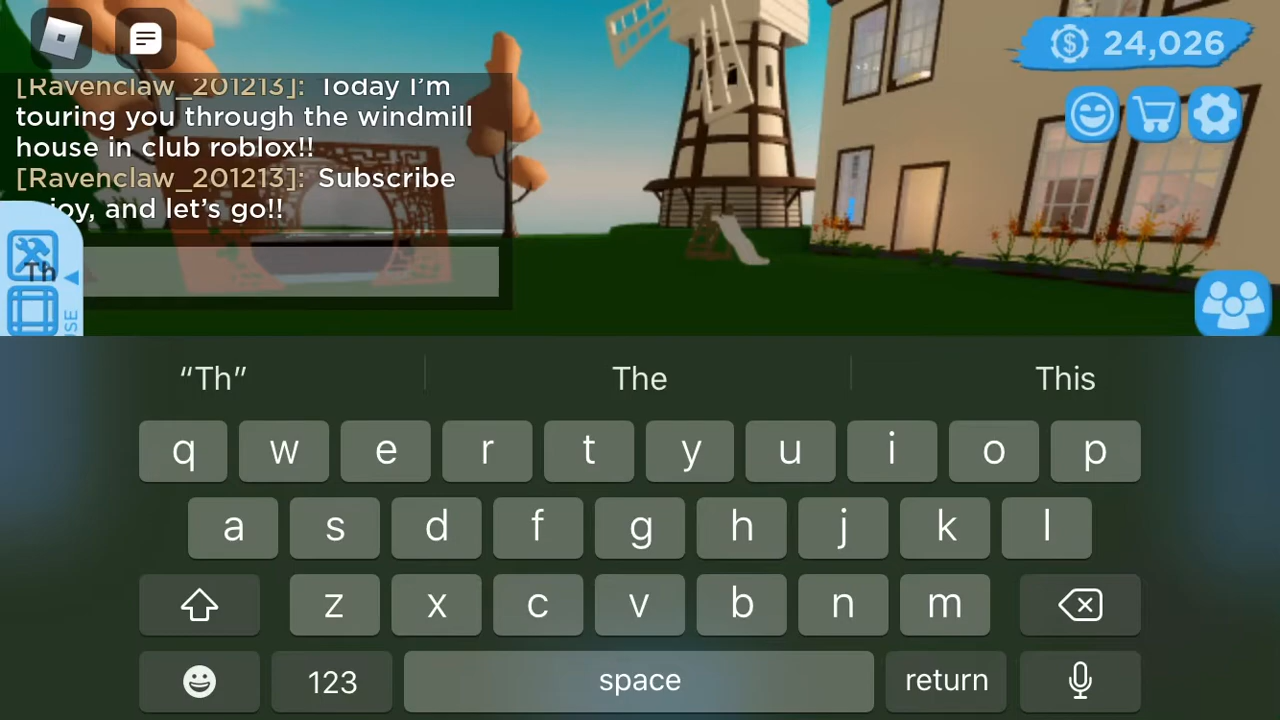 24,026
[Ravenclaw_201213]: Today I'm
touring you through the windmill
house in club roblox!!
[Ravenclaw_201213]: Subscribe
joy, and let's go!!
Th
“Th” The This
q w e r t y u i o p
a s d f g h j k l
z x c v b n m
123 space return